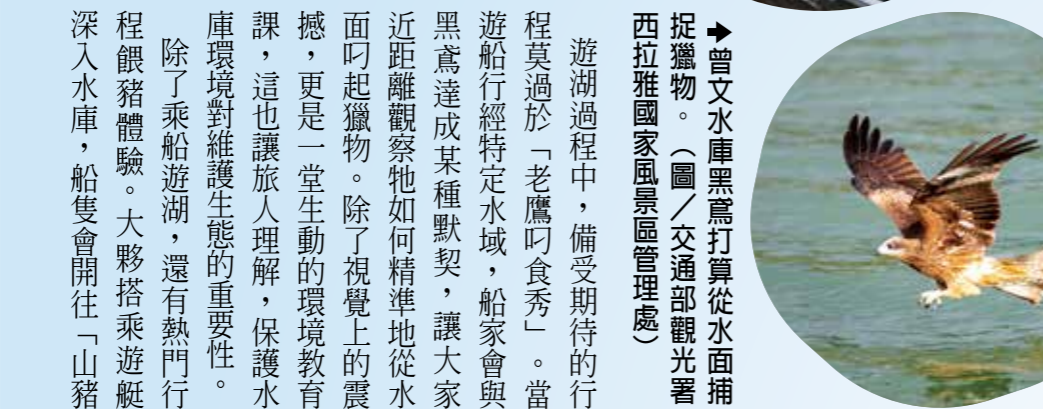 ➡曾文水庫黑鳶打算從水面捕
捉獵物。（圖／交通部觀光署
西拉雅國家風景區管理處）
遊湖過程中，備受期待的行
程莫過於「老鷹叼食秀」。當
遊船行經特定水域，船家會與
黑鳶達成某種默契，讓大家
近距離觀察牠如何精準地從水
面叼起獵物。除了視覺上的震
撼，更是一堂生動的環境教育
課，這也讓旅人理解，保護水
庫環境對維護生態的重要性。
除了乘船遊湖，還有熱門行
程餵豬體驗。大夥搭乘遊艇
深入水庫，船隻會開往「山豬